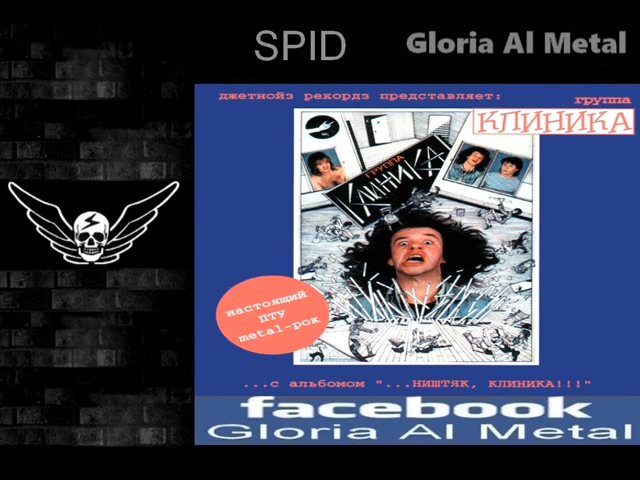 SPID
Gloria Al Metal
джетнойз рекордз представляет:
группа
КЛИНИКА
ГРУППА
КЛИНИКА
настоящий
ПТУ
metal-рок
...с альбомом "...НИШТЯК, КЛИНИКА!!!"
facebook
Gloria Al Metal